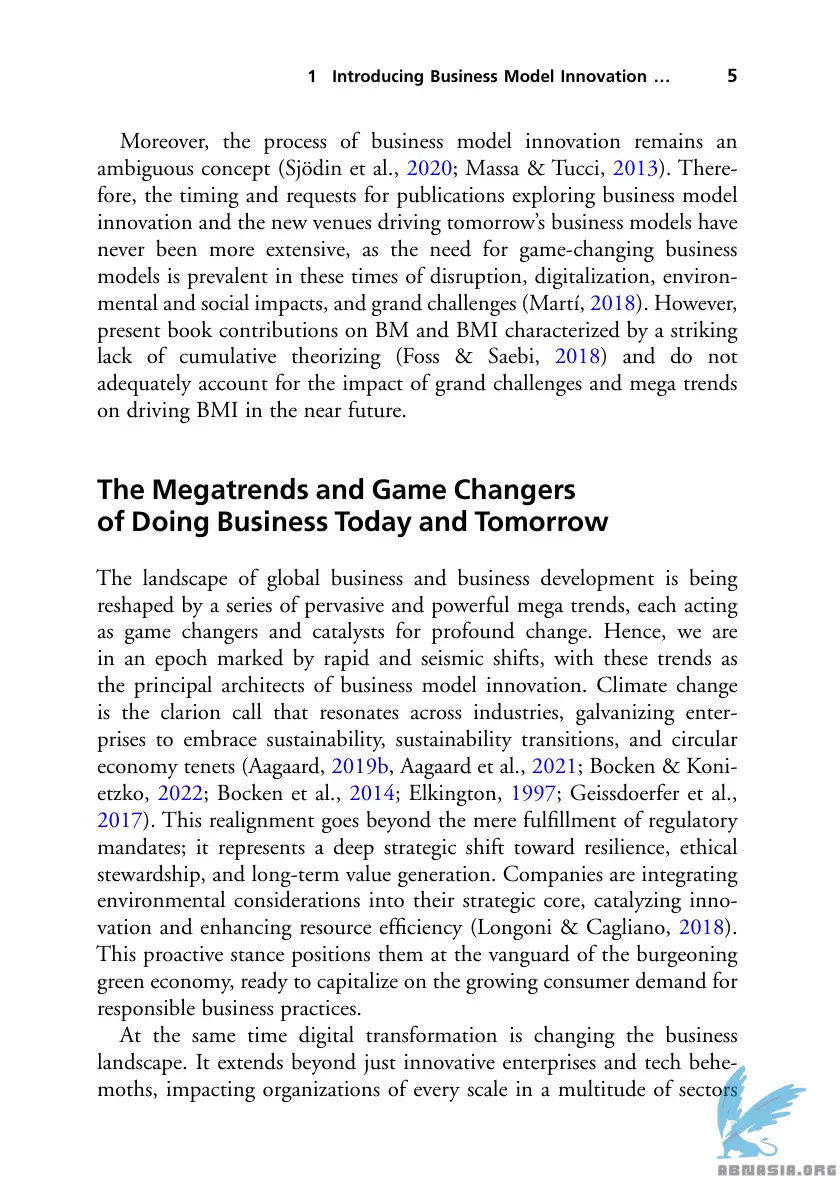 1 Introducing Business Model Innovation … 5
Moreover, the process of business model innovation remains an
ambiguous concept (Sjödin et al., 2020; Massa & Tucci, 2013). There-
fore, the timing and requests for publications exploring business model
innovation and the new venues driving tomorrow’s business models have
never been more extensive, as the need for game-changing business
models is prevalent in these times of disruption, digitalization, environ-
mental and social impacts, and grand challenges (Martí, 2018). However,
present book contributions on BM and BMI characterized by a striking
lack of cumulative theorizing (Foss & Saebi, 2018) and do not
adequately account for the impact of grand challenges and mega trends
on driving BMI in the near future.
The Megatrends and Game Changers
of Doing Business Today and Tomorrow
The landscape of global business and business development is being
reshaped by a series of pervasive and powerful mega trends, each acting
as game changers and catalysts for profound change. Hence, we are
in an epoch marked by rapid and seismic shifts, with these trends as
the principal architects of business model innovation. Climate change
is the clarion call that resonates across industries, galvanizing enter-
prises to embrace sustainability, sustainability transitions, and circular
economy tenets (Aagaard, 2019b, Aagaard et al., 2021; Bocken & Koni-
etzko, 2022; Bocken et al., 2014; Elkington, 1997; Geissdoerfer et al.,
2017). This realignment goes beyond the mere fulfillment of regulatory
mandates; it represents a deep strategic shift toward resilience, ethical
stewardship, and long-term value generation. Companies are integrating
environmental considerations into their strategic core, catalyzing inno-
vation and enhancing resource efficiency (Longoni & Cagliano, 2018).
This proactive stance positions them at the vanguard of the burgeoning
green economy, ready to capitalize on the growing consumer demand for
responsible business practices.
At the same time digital transformation is changing the business
landscape. It extends beyond just innovative enterprises and tech behe-
moths, impacting organizations of every scale in a multitude of sectors
ABNASIA.ORG